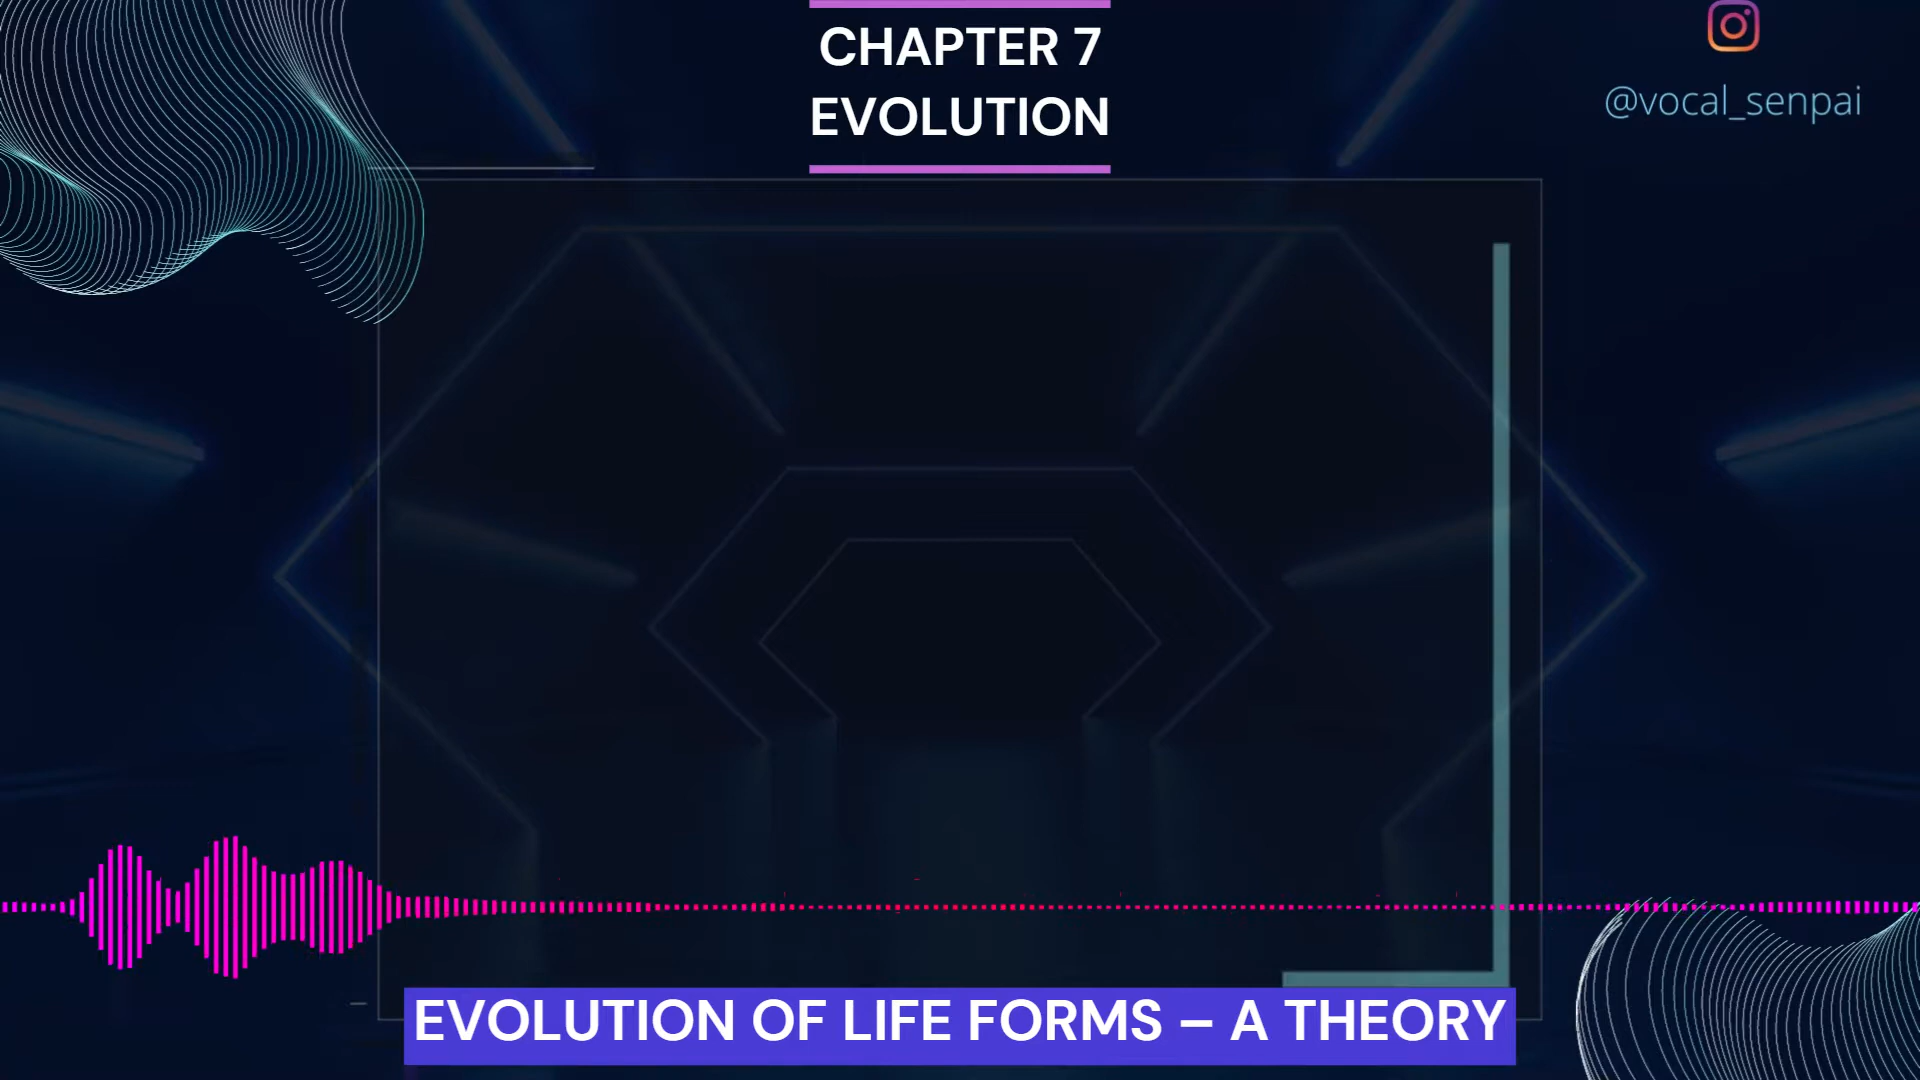 CHAPTER 7
EVOLUTION
@vocal_senpai
EVOLUTION OF LIFE FORMS – A THEORY